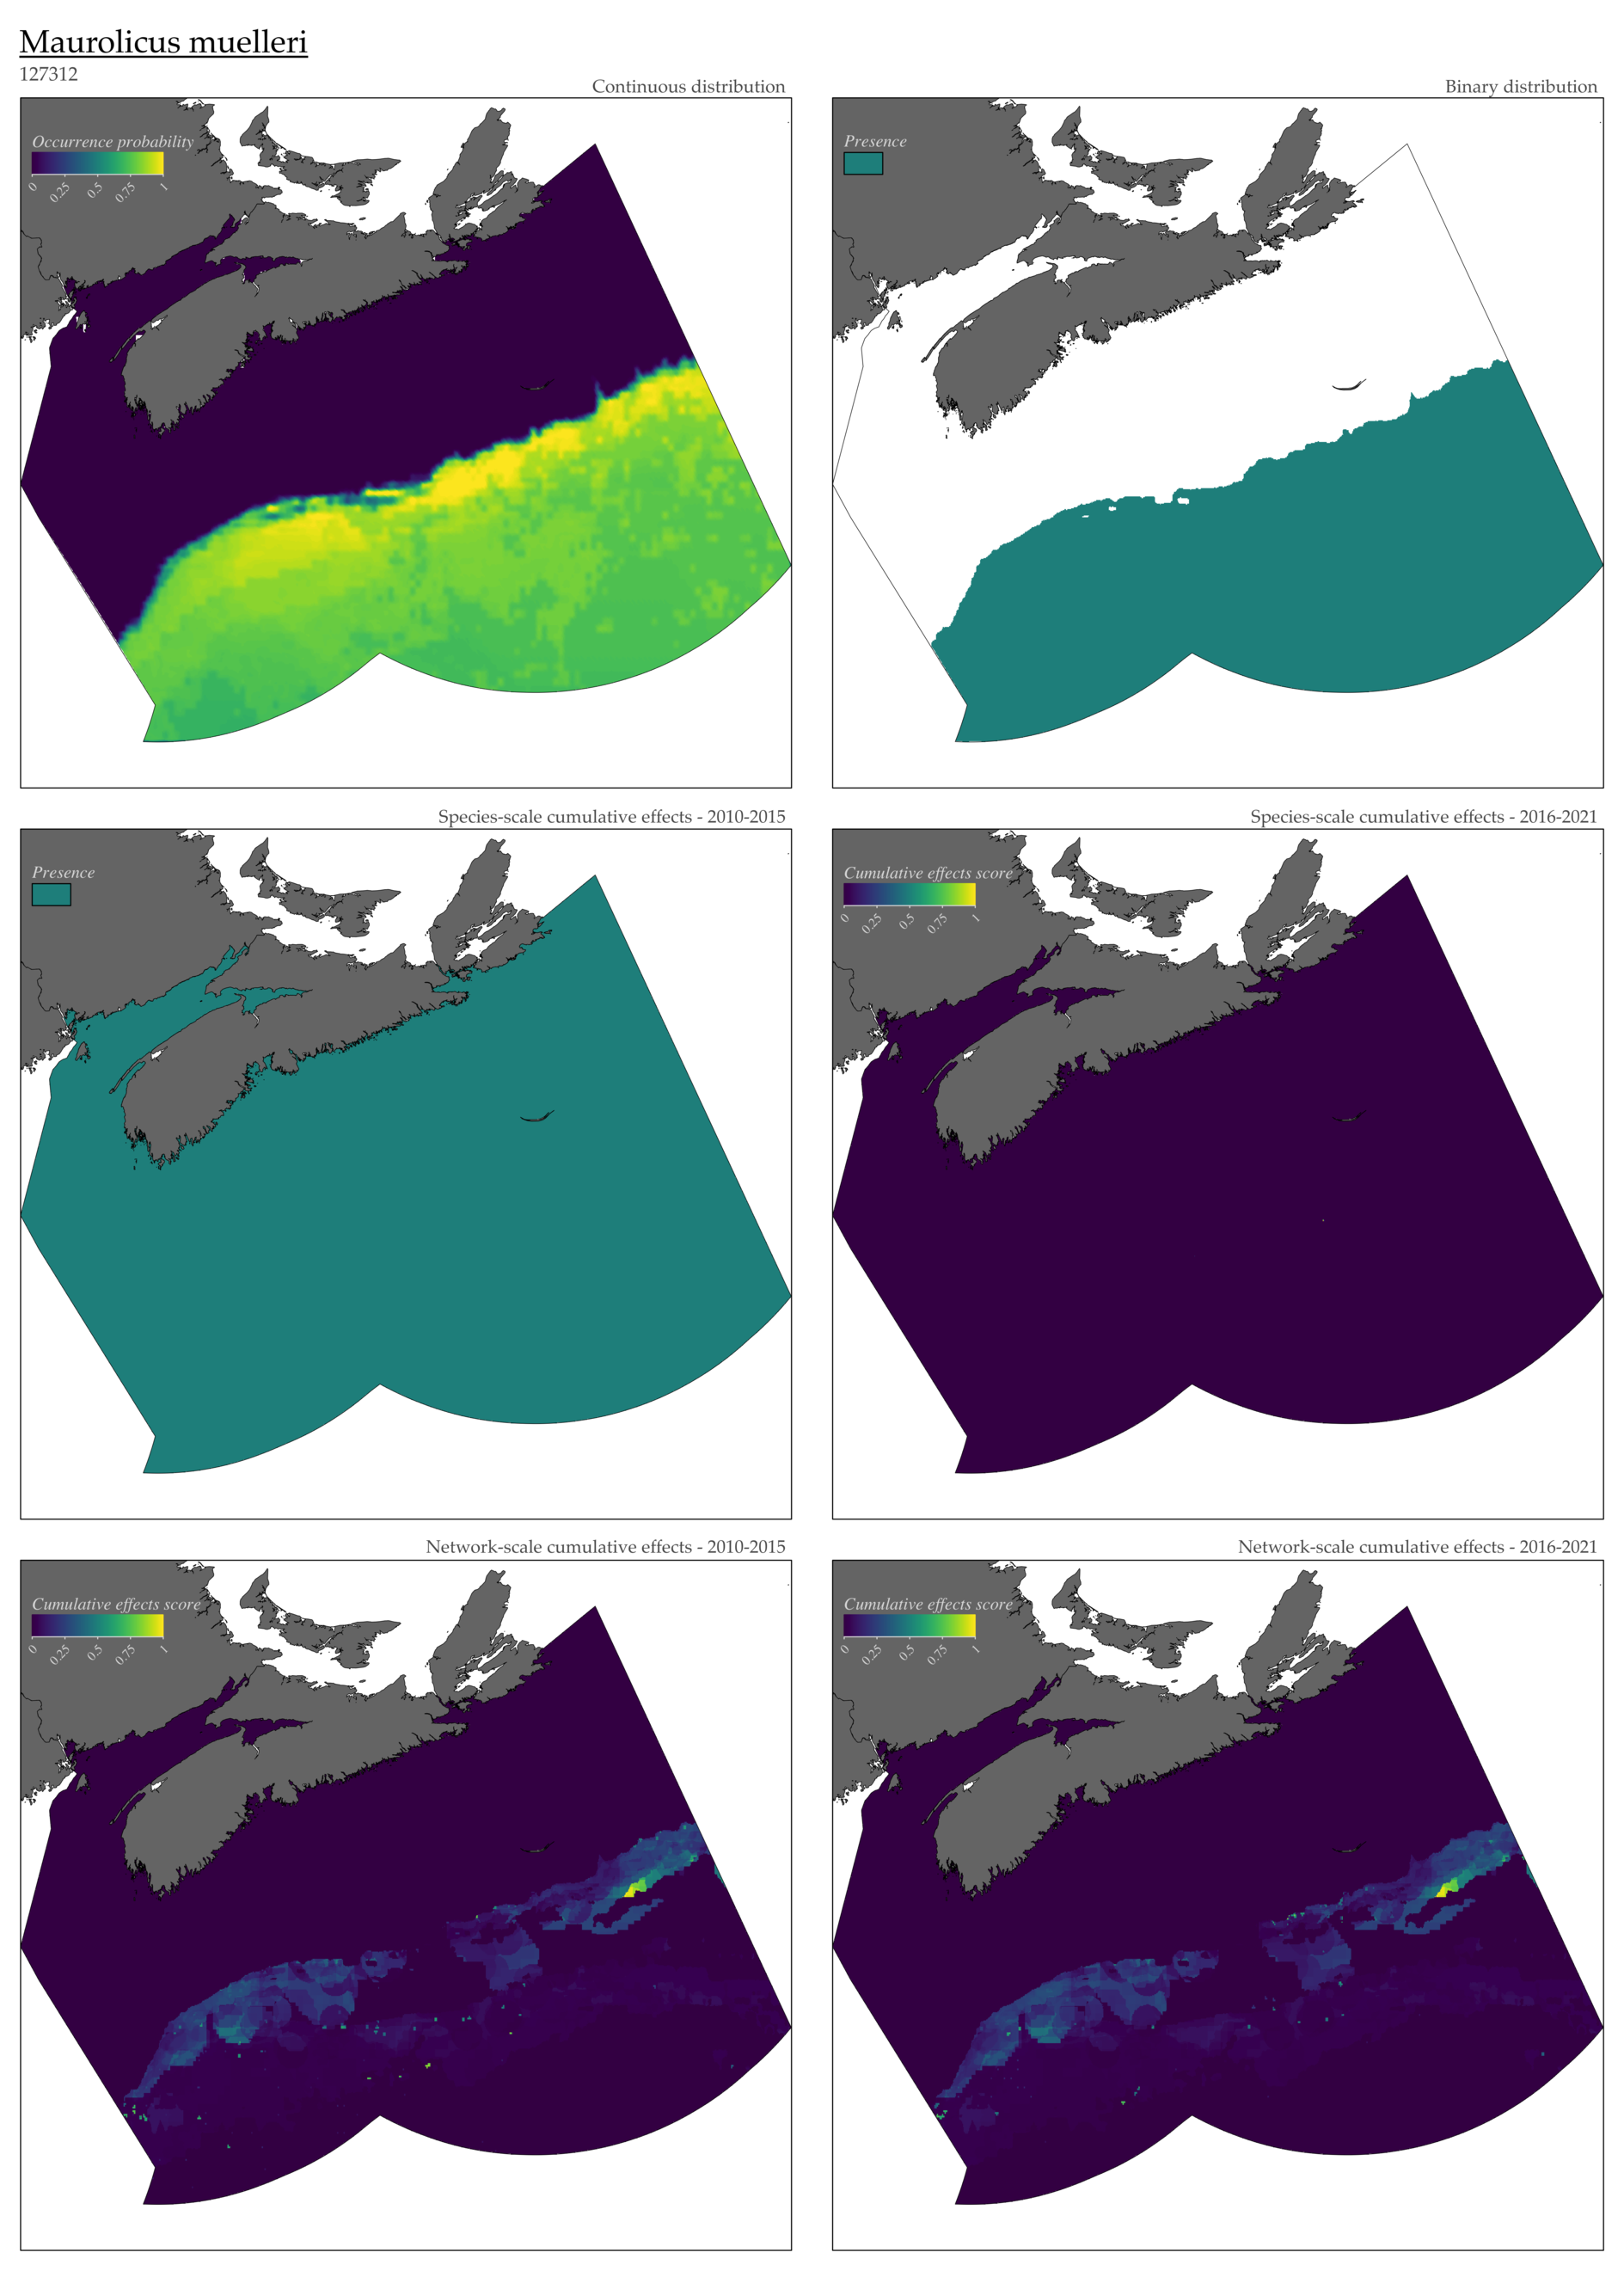 Maurolicus muelleri
127312
Continuous distribution
Occurrence probability
0 0.25 0.5 0.75 1
Binary distribution
Presence
Species-scale cumulative effects - 2010-2015
Presence
Species-scale cumulative effects - 2016-2021
Cumulative effects score
0 0.25 0.5 0.75 1
Network-scale cumulative effects - 2010-2015
Cumulative effects score
0 0.25 0.5 0.75 1
Network-scale cumulative effects - 2016-2021
Cumulative effects score
0 0.25 0.5 0.75 1